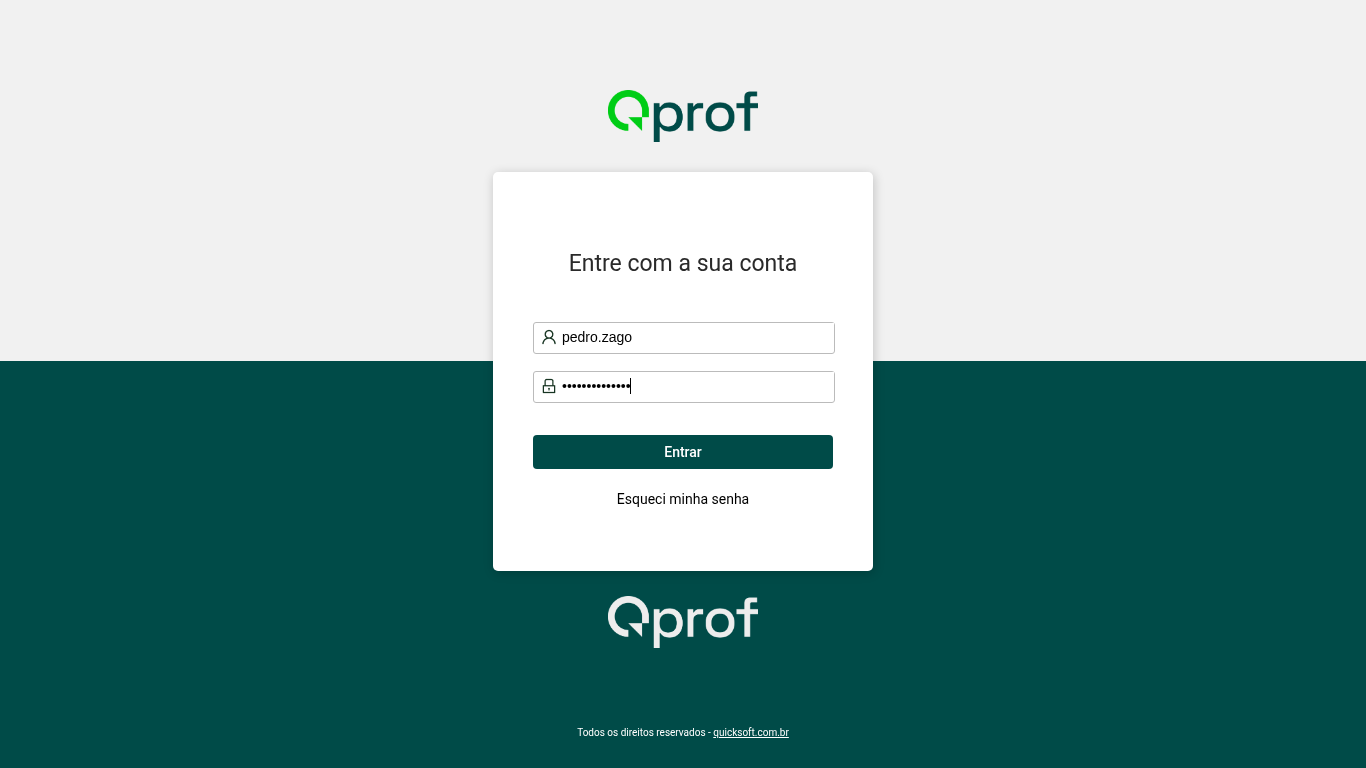 Qprof
Entre com a sua conta
pedro.zago
••••••••••••••
Entrar
Esqueci minha senha
Qprof
Todos os direitos reservados - quicksoft.com.br